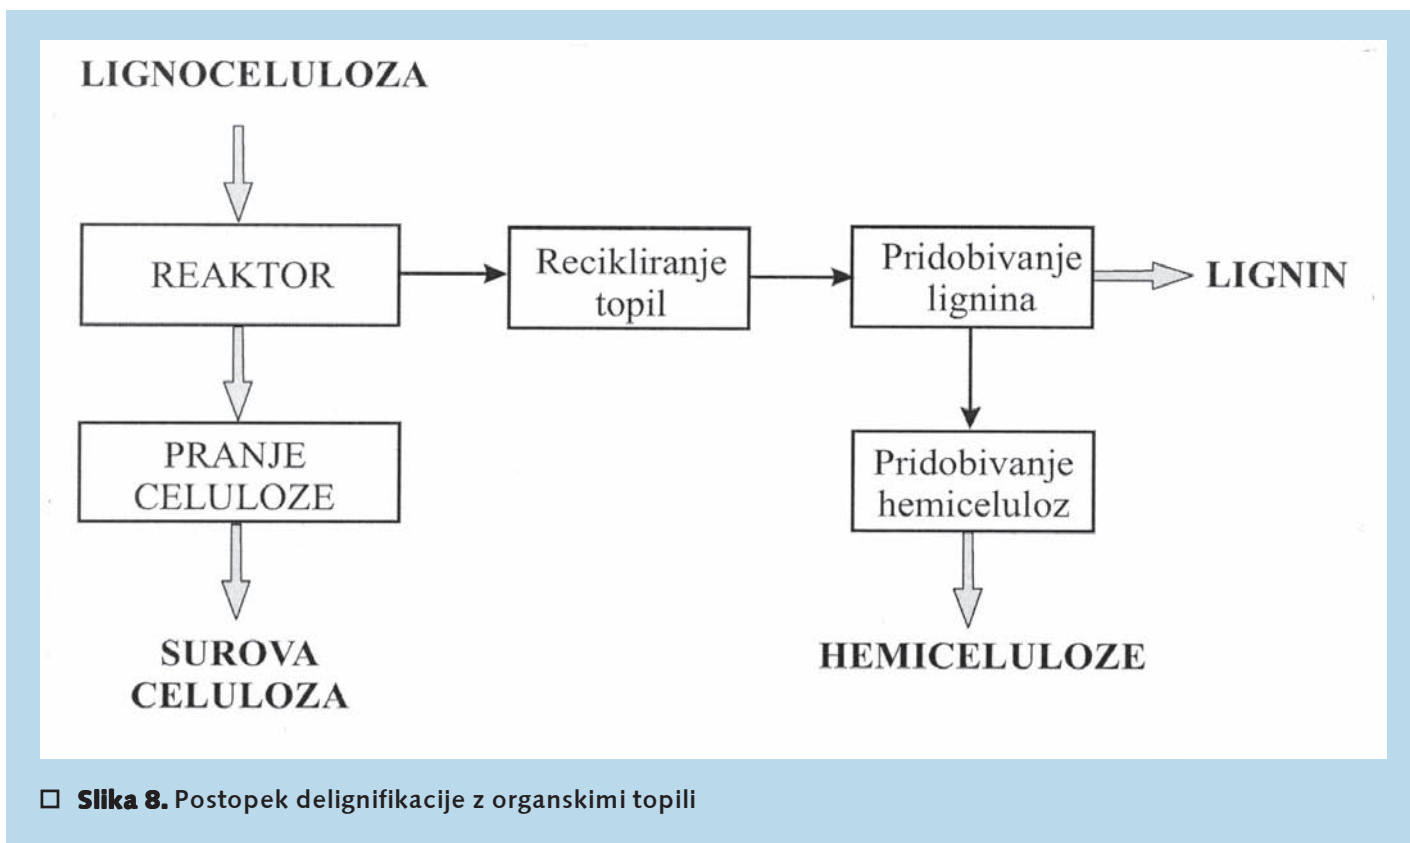 LIGNOCELULOZA
REAKTOR
Recikliranje
topil
Pridobivanje
lignina
LIGNIN
PRANJE
CELULOZE
Pridobivanje
hemiceluloz
SUROVA
CELULOZA
HEMICELULOZE
Slika 8. Postopek delignifikacije z organskimi topili